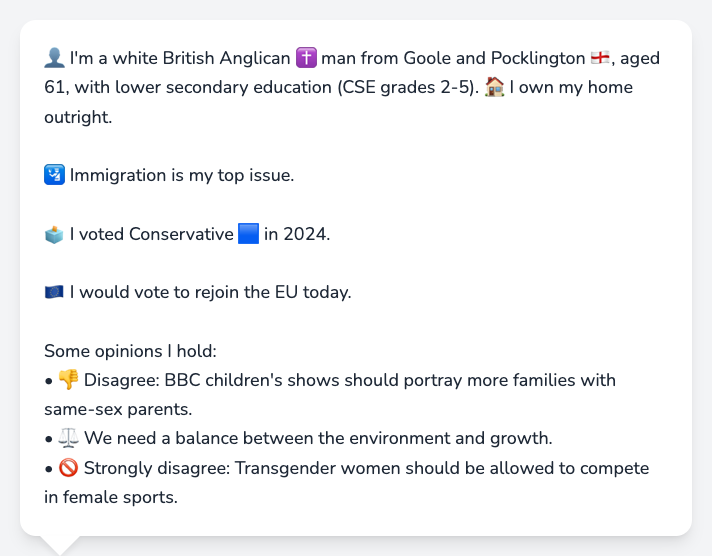 👤 I'm a white British Anglican ✝️ man from Goole and Pocklington 🏴󠁧󠁢󠁥󠁮󠁧󠁿, aged
61, with lower secondary education (CSE grades 2-5). 🏠 I own my home
outright.
🛂 Immigration is my top issue.
🗳️ I voted Conservative 🟦 in 2024.
🇪🇺 I would vote to rejoin the EU today.
Some opinions I hold:
• 👎 Disagree: BBC children's shows should portray more families with
same-sex parents.
• ⚖️ We need a balance between the environment and growth.
• 🚫 Strongly disagree: Transgender women should be allowed to compete
in female sports.